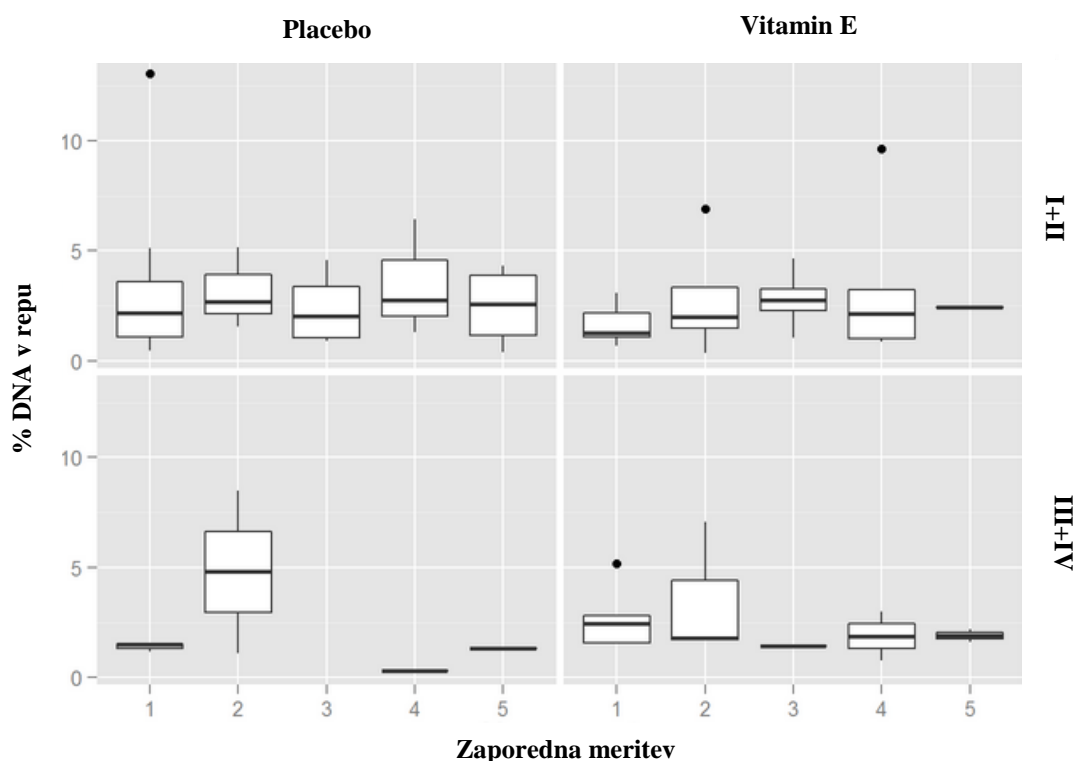 Placebo
Vitamin E
10
5
0
I+II
% DNA v repu
10
5
0
III+IV
1 2 3 4 5
1 2 3 4 5
Zaporedna meritev